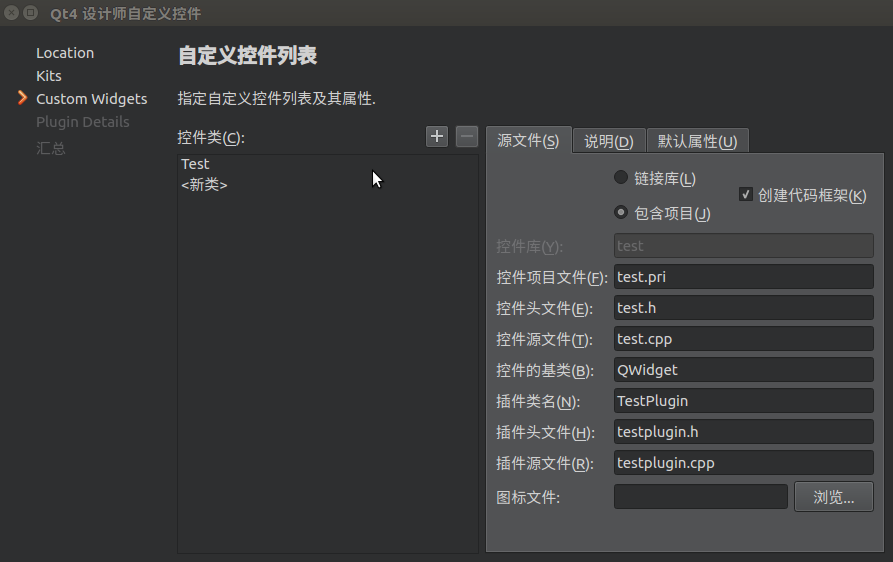 Qt4 设计师自定义控件
Location
Kits
Custom Widgets
Plugin Details
汇总
自定义控件列表
指定自定义控件列表及其属性.
控件类(C):
Test
<新类>
源文件(S) 说明(D) 默认属性(U)
链接库(L)
创建代码框架(K)
包含项目(J)
控件库(Y): test
控件项目文件(F): test.pri
控件头文件(E): test.h
控件源文件(T): test.cpp
控件的基类(B): QWidget
插件类名(N): TestPlugin
插件头文件(H): testplugin.h
插件源文件(R): testplugin.cpp
图标文件: 浏览...